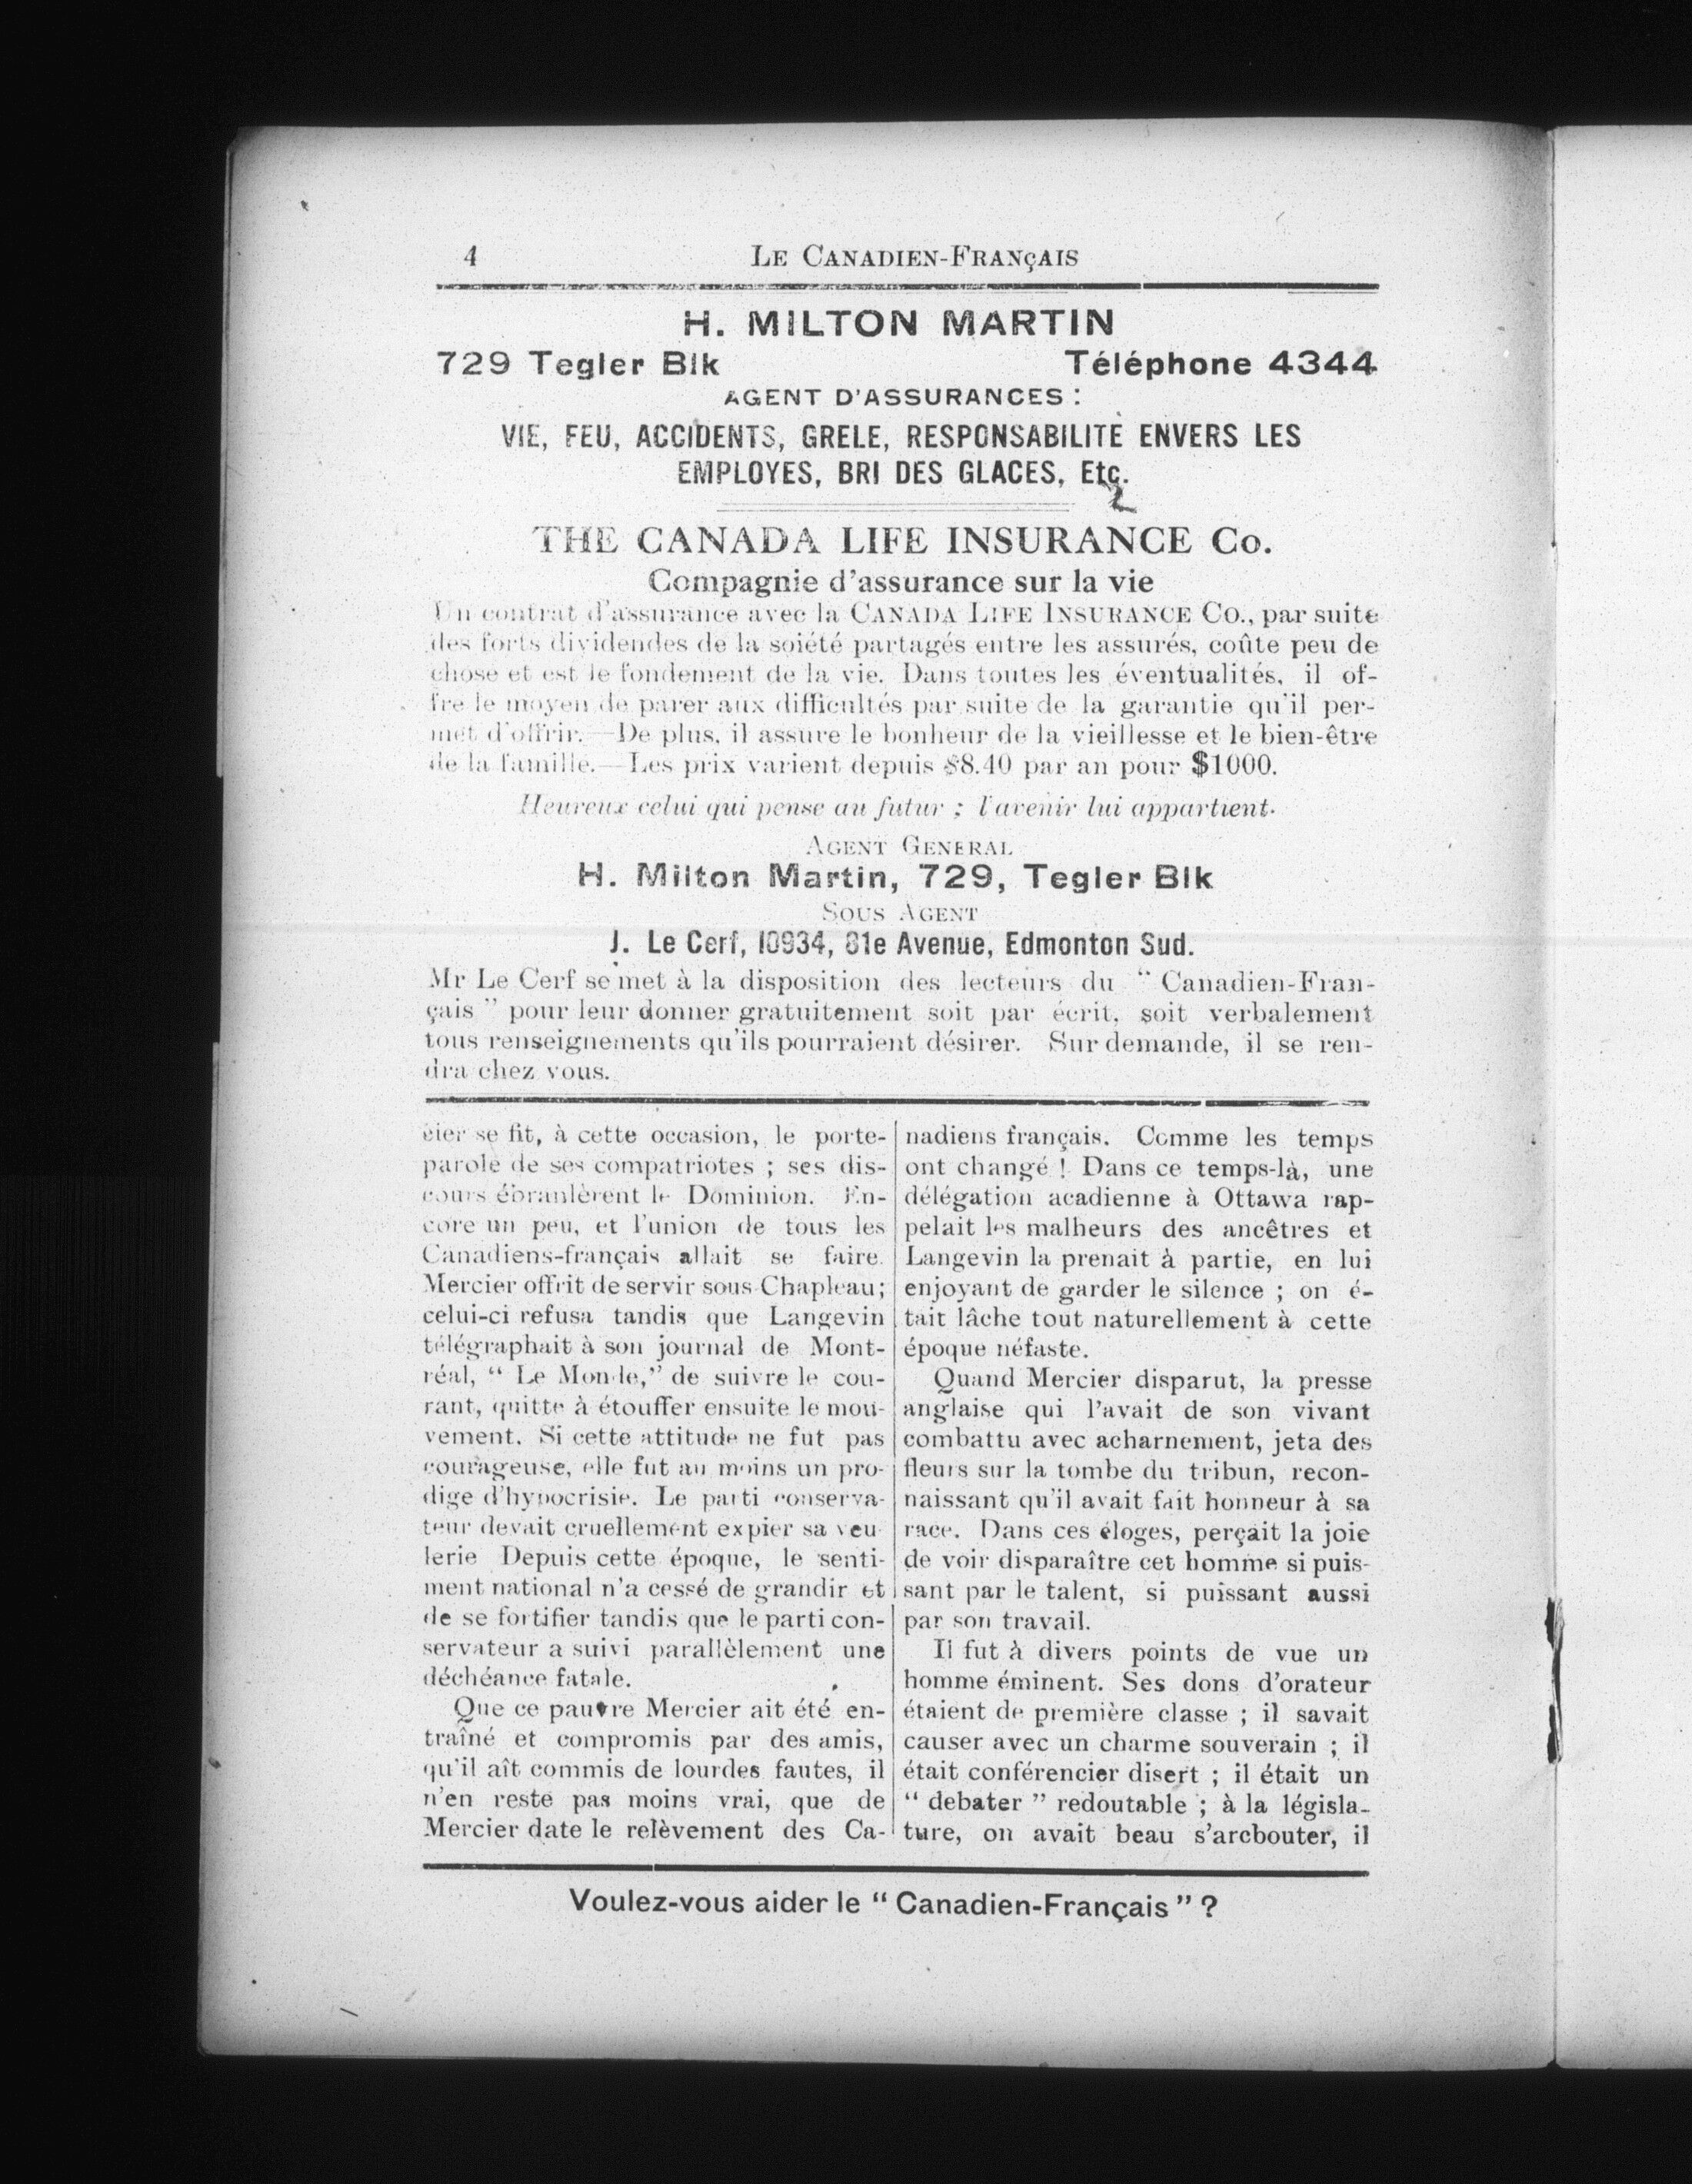 4 LE CANADIEN-FRANÇAIS
H. MILTON MARTIN
729 Tegler Blk Téléphone 4344
AGENT D'ASSURANCES :
VIE, FEU, ACCIDENTS, GRELE, RESPONSABILITE ENVERS LES
EMPLOYES, BRI DES GLACES, Etc.
THE CANADA LIFE INSURANCE Co.
Compagnie d'assurance sur la vie
Un contrat d'assurance avec la CANADA LIFE INSURANCE CO., par suite
des forts dividendes de la soiété partagés entre les assurés, coûte peu de
chose et est le fondement de la vie. Dans toutes les éventualités, il of-
fre le moyen de parer aux difficultés par suite de la garantie qu'il per-
met d'offrir.—De plus, il assure le bonheur de la vieillesse et le bien-être
de la famille.—Les prix varient depuis $8.40 par an pour $1000.
Heureux celui qui pense au futur ; l'avenir lui appartient.
AGENT GENERAL
H. Milton Martin, 729, Tegler Blk
SOUS AGENT
J. Le Cerf, 10934, 81e Avenue, Edmonton Sud.
Mr Le Cerf se met à la disposition des lecteurs du " Canadien-Fran-
çais " pour leur donner gratuitement soit par écrit, soit verbalement
tous renseignements qu'ils pourraient désirer. Sur demande, il se ren-
dra chez vous.
cier se fit, à cette occasion, le porte-
parole de ses compatriotes ; ses dis-
cours ébranlèrent le Dominion. En-
core un peu, et l'union de tous les
Canadiens-français allait se faire.
Mercier offrit de servir sous Chapleau;
celui-ci refusa tandis que Langevin
télégraphait à son journal de Mont-
réal, " Le Monde," de suivre le cou-
rant, quitte à étouffer ensuite le mou-
vement. Si cette attitude ne fut pas
courageuse, elle fut au moins un pro-
dige d'hypocrisie. Le parti conserva-
teur devait cruellement expier sa veu-
lerie Depuis cette époque, le senti-
ment national n'a cessé de grandir et
de se fortifier tandis que le parti con-
servateur a suivi parallèlement une
déchéance fatale.
Que ce pauvre Mercier ait été en-
traîné et compromis par des amis,
qu'il aît commis de lourdes fautes, il
n'en reste pas moins vrai, que de
Mercier date le relèvement des Ca-
nadiens français. Comme les temps
ont changé ! Dans ce temps-là, une
délégation acadienne à Ottawa rap-
pelait les malheurs des ancêtres et
Langevin la prenait à partie, en lui
enjoyant de garder le silence ; on é-
tait lâche tout naturellement à cette
époque néfaste.
Quand Mercier disparut, la presse
anglaise qui l'avait de son vivant
combattu avec acharnement, jeta des
fleurs sur la tombe du tribun, recon-
naissant qu'il avait fait honneur à sa
race. Dans ces éloges, perçait la joie
de voir disparaître cet homme si puis-
sant par le talent, si puissant aussi
par son travail.
Il fut à divers points de vue un
homme éminent. Ses dons d'orateur
étaient de première classe ; il savait
causer avec un charme souverain ; il
était conférencier disert ; il était un
" debater " redoutable ; à la législa-
ture, on avait beau s'arcbouter, il
Voulez-vous aider le " Canadien-Français " ?